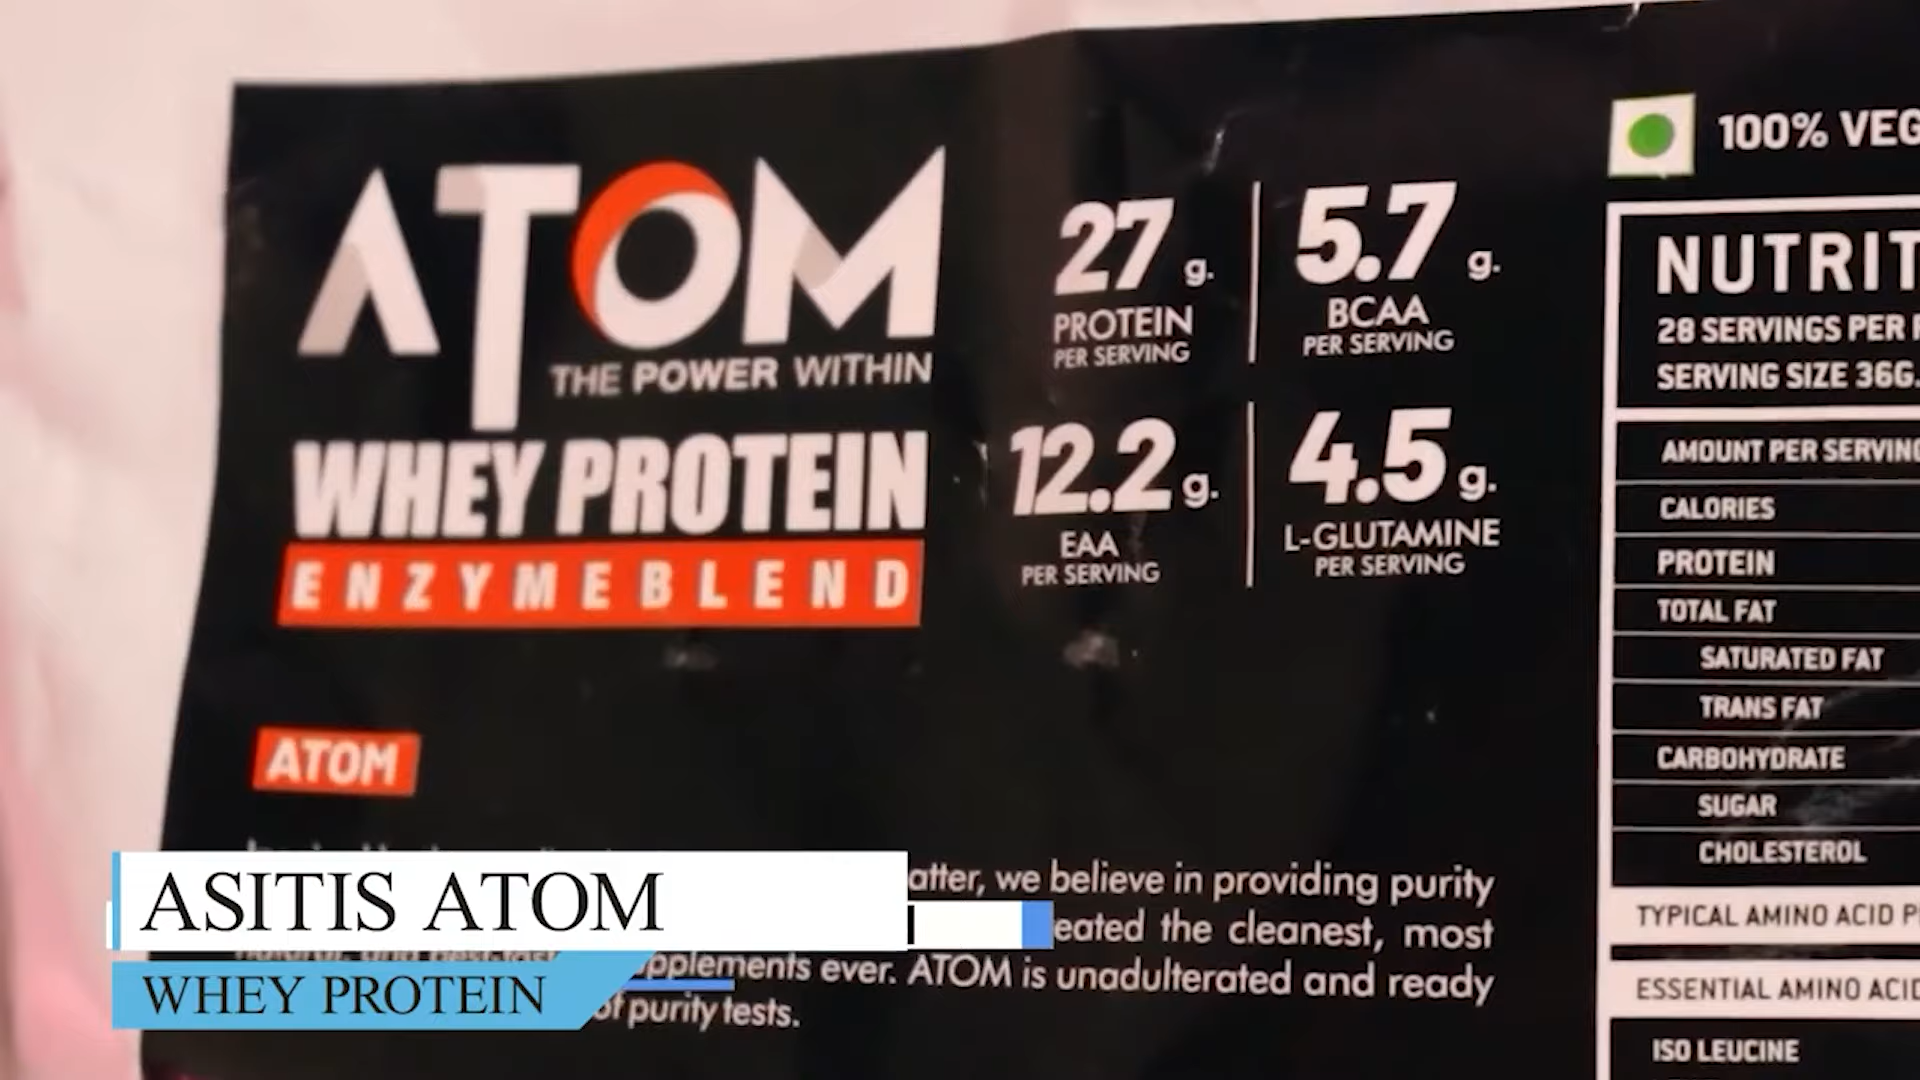 ATOM
THE POWER WITHIN
WHEY PROTEIN
ENZYMEBLEND
27 g.
PROTEIN
PER SERVING
5.7 g.
BCAA
PER SERVING
12.2 g.
EAA
PER SERVING
4.5 g.
L-GLUTAMINE
PER SERVING
ATOM
we believe in providing purity
the cleanest, most
ever. ATOM is unadulterated and ready
of purity tests.
100% VEG
28 SERVINGS PER
SERVING SIZE 36G.
AMOUNT PER SERVING
CALORIES
PROTEIN
TOTAL FAT
SATURATED FAT
TRANS FAT
CARBOHYDRATE
SUGAR
CHOLESTEROL
TYPICAL AMINO ACID
ESSENTIAL AMINO ACID
ISO LEUCINE
ASITIS ATOM
WHEY PROTEIN